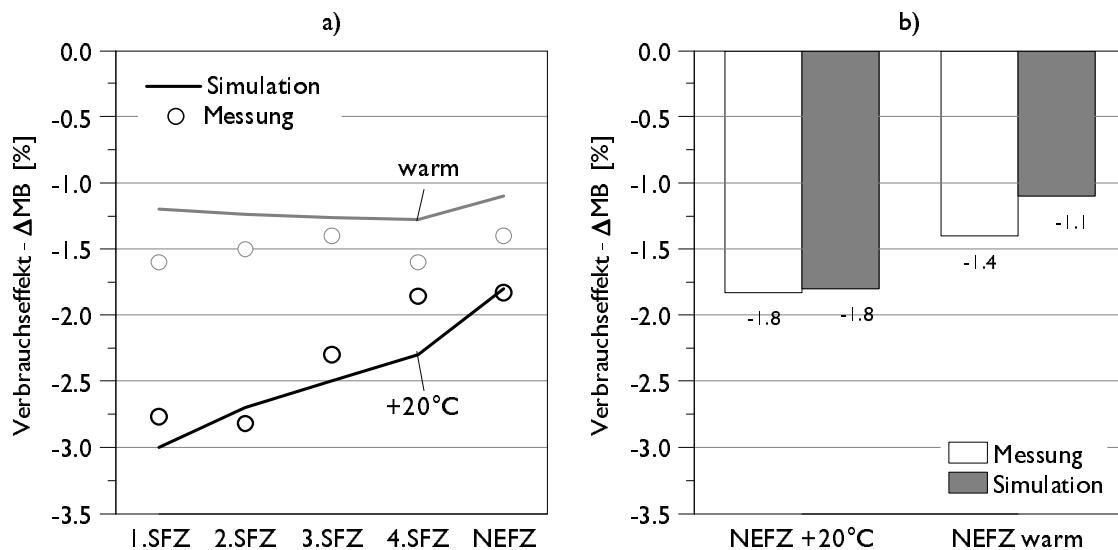 a)
Verbrauchseffekt - ΔMB [%]
0.0
-0.5
-1.0
-1.5
-2.0
-2.5
-3.0
-3.5
Simulation
Messung
warm
+20°C
1.SFZ 2.SFZ 3.SFZ 4.SFZ NEFZ
b)
Verbrauchseffekt - ΔMB [%]
0.0
-0.5
-1.0
-1.5
-2.0
-2.5
-3.0
-3.5
-1.8
-1.8
-1.4
-1.1
Messung
Simulation
NEFZ +20°C NEFZ warm